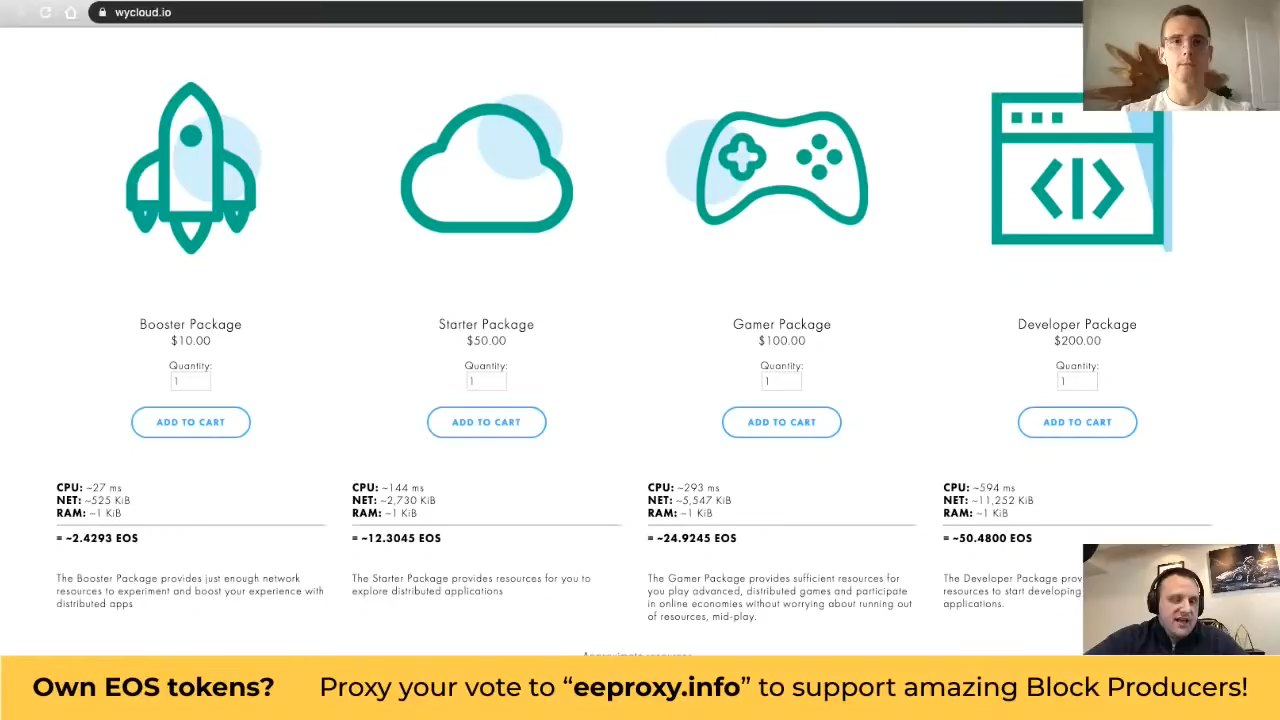 wycloud.io
Booster Package
$10.00
Quantity:
1
ADD TO CART
CPU: ~27 ms
NET: ~525 KiB
RAM: ~1 KiB
= ~2.4293 EOS
The Booster Package provides just enough network
resources to experiment and boost your experience with
distributed apps
Starter Package
$50.00
Quantity:
1
ADD TO CART
CPU: ~144 ms
NET: ~2,730 KiB
RAM: ~1 KiB
= ~12.3045 EOS
The Starter Package provides resources for you to
explore distributed applications
Gamer Package
$100.00
Quantity:
1
ADD TO CART
CPU: ~293 ms
NET: ~5,547 KiB
RAM: ~1 KiB
= ~24.9245 EOS
The Gamer Package provides sufficient resources for
you play advanced, distributed games and participate
in online economies without worrying about running out
of resources, mid-play.
Developer Package
$200.00
Quantity:
1
ADD TO CART
CPU: ~594 ms
NET: ~11,252 KiB
RAM: ~1 KiB
= ~50.4800 EOS
The Developer Package prov
resources to start developing
applications.
Own EOS tokens? Proxy your vote to “eeproxy.info” to support amazing Block Producers!